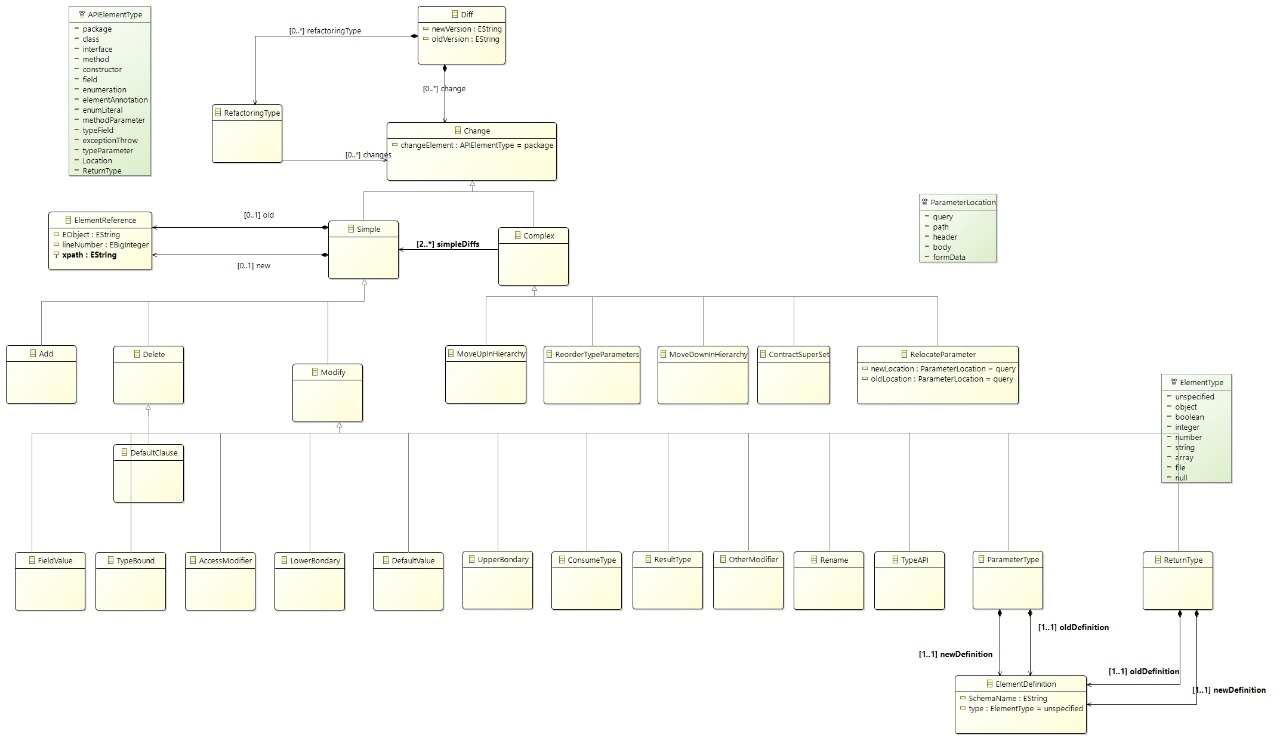 APIElementType
package
class
interface
method
constructor
field
enumeration
elementAnnotation
enumLiteral
methodParameter
typeField
exceptionThrow
typeParameter
Location
ReturnType
Diff
newVersion : EString
oldVersion : EString
[0..*] refactoringType
[0..*] change
RefactoringType
Change
changeElement : APIElementType = package
[0..*] changes
ParameterLocation
query
path
header
body
formData
ElementReference
EObject : EString
lineNumber : EBigInteger
xpath : EString
[0..1] old
[0..1] new
Simple
[2..*] simpleDiffs
Complex
Add
Delete
Modify
MoveUpInHierarchy
ReorderTypeParameters
MoveDownInHierarchy
ContractSuperSet
RelocateParameter
newLocation : ParameterLocation = query
oldLocation : ParameterLocation = query
ElementType
unspecified
object
boolean
integer
number
string
array
file
null
DefaultClause
FieldValue
TypeBound
AccessModifier
LowerBondary
DefaultValue
UpperBondary
ConsumeType
ResultType
OtherModifier
Rename
TypeAPI
ParameterType
ReturnType
[1..1] oldDefinition
[1..1] newDefinition
[1..1] oldDefinition
[1..1] newDefinition
ElementDefinition
SchemaName : EString
type : ElementType = unspecified